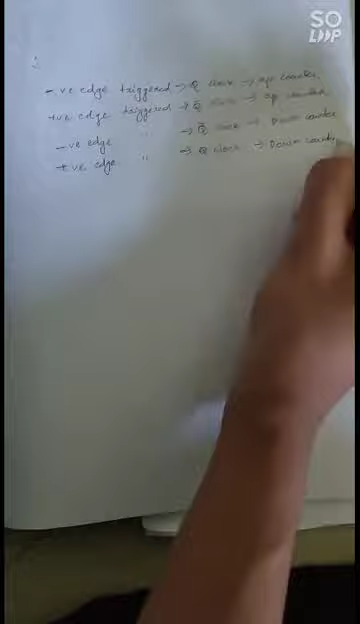 SO
LOOP
-ve edge triggered → Q clock → up counter.
+ve edge triggered → Q̄ clock → up counter
-ve edge " → Q̄ clock → Down counter
+ve edge " → Q clock → Down counter